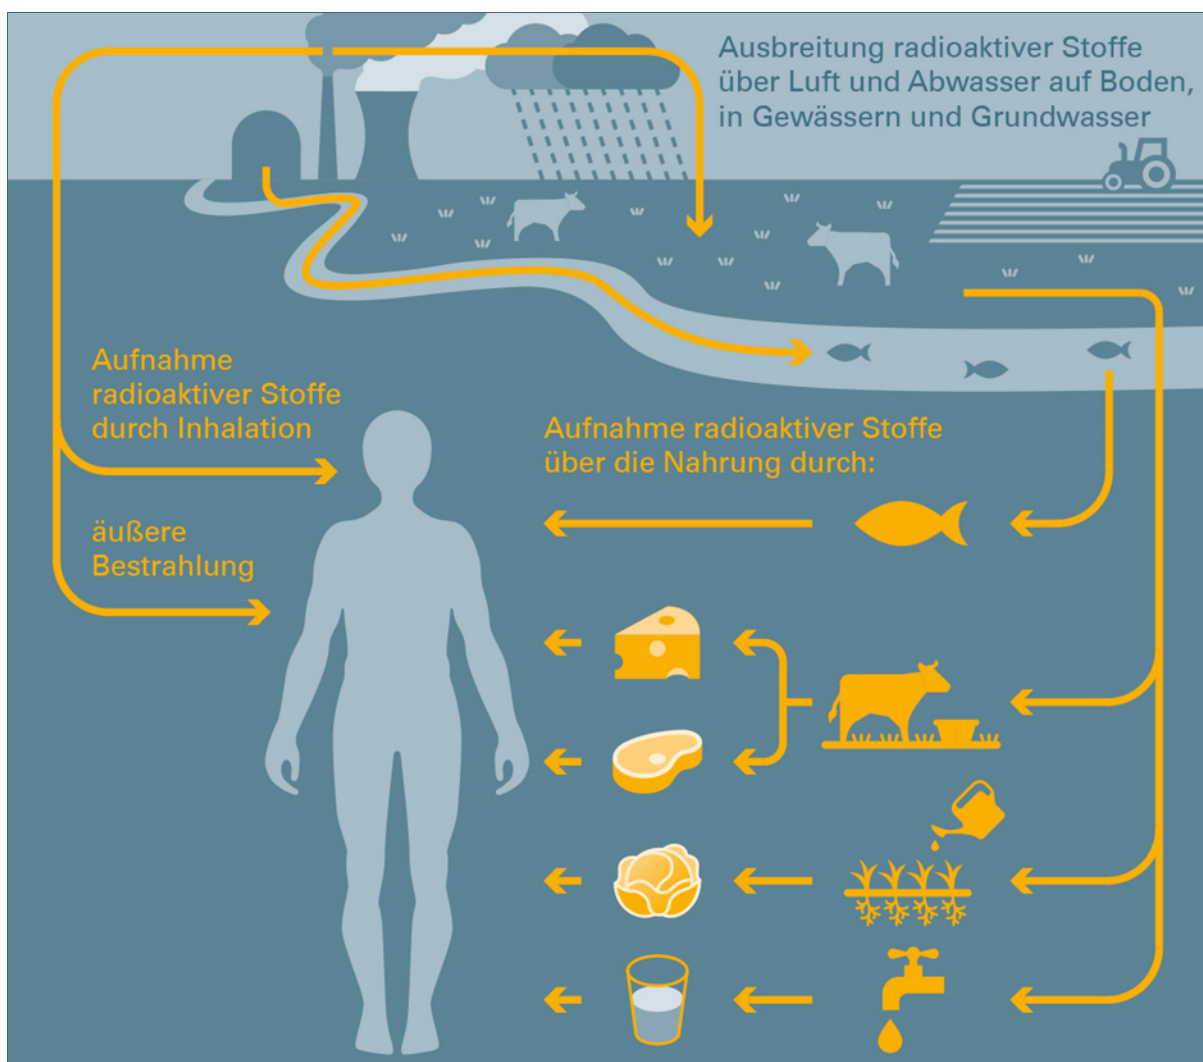 Ausbreitung radioaktiver Stoffe
über Luft und Abwasser auf Boden,
in Gewässern und Grundwasser
Aufnahme
radioaktiver Stoffe
durch Inhalation
äußere
Bestrahlung
Aufnahme radioaktiver Stoffe
über die Nahrung durch: